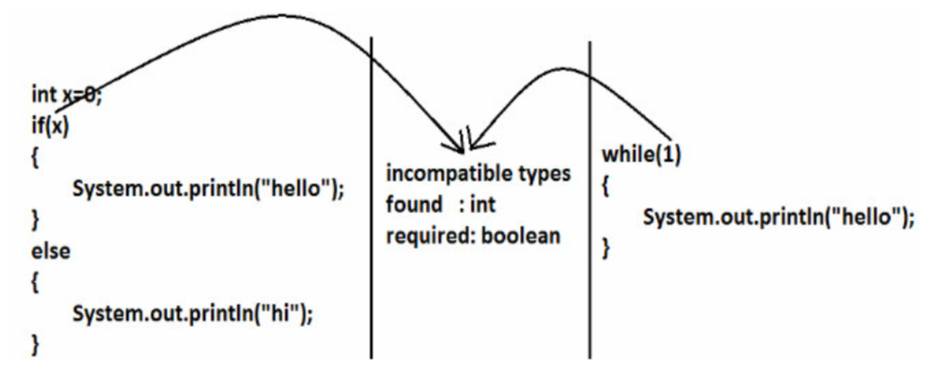 int x=0;
if(x)
{
System.out.println("hello");
}
else
{
System.out.println("hi");
}
incompatible types
found : int
required: boolean
while(1)
{
System.out.println("hello");
}